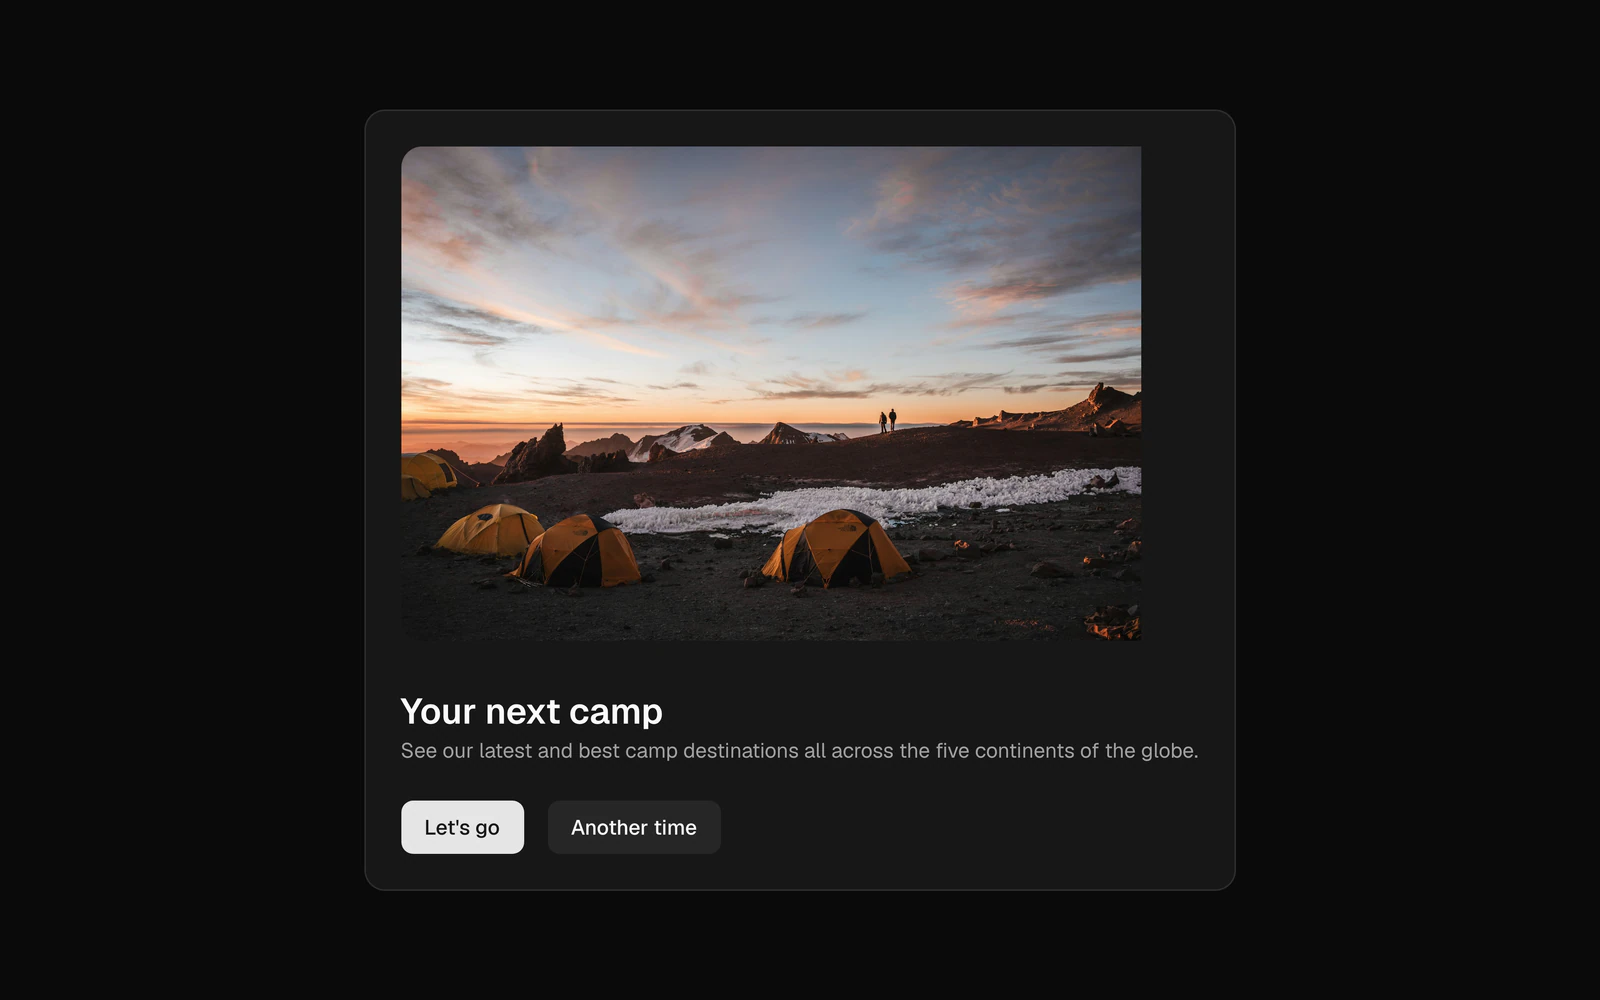 Your next camp
See our latest and best camp destinations all across the five continents of the globe.
Let's go
Another time